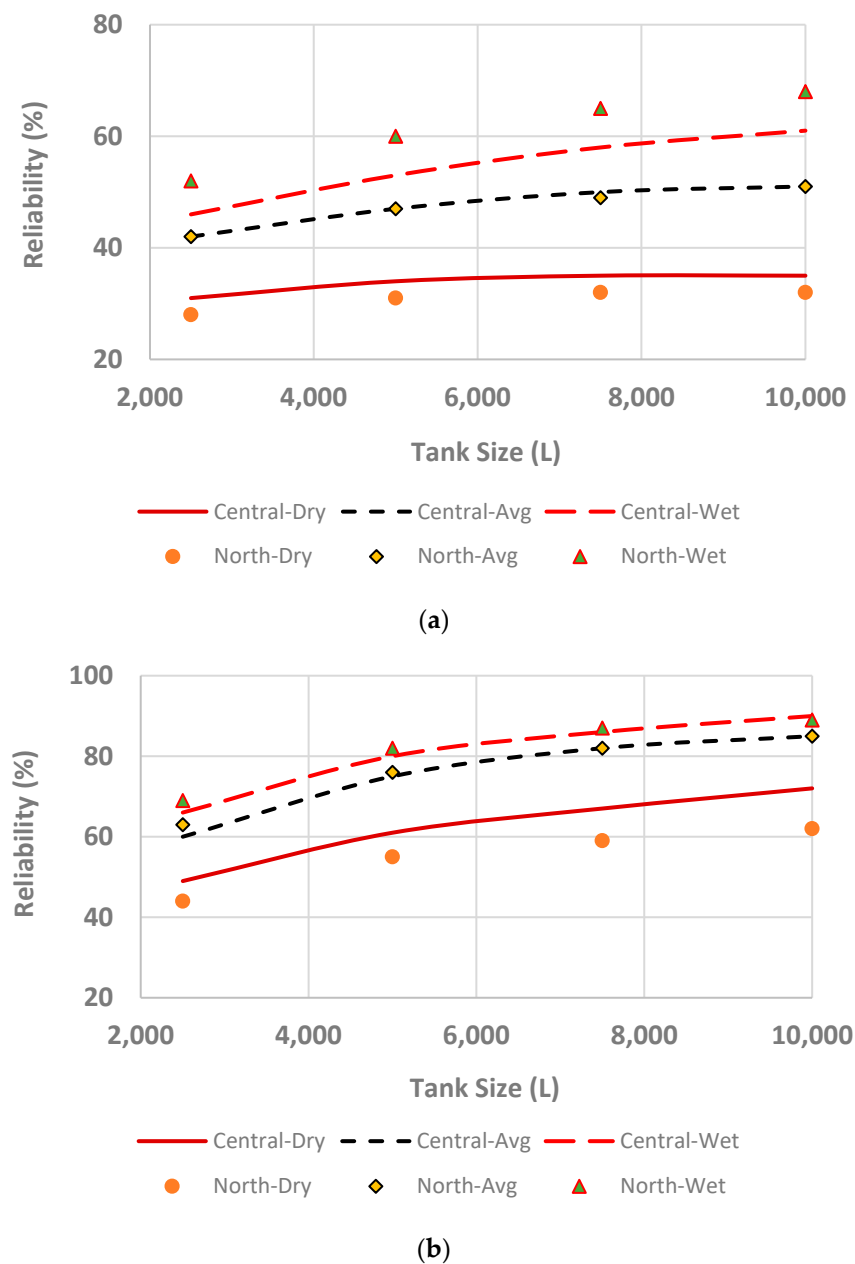 80
60
40
20
Reliability (%)
2,000 4,000 6,000 8,000 10,000
Tank Size (L)
Central-Dry Central-Avg Central-Wet
North-Dry North-Avg North-Wet
(a)
100
80
60
40
20
Reliability (%)
2,000 4,000 6,000 8,000 10,000
Tank Size (L)
Central-Dry Central-Avg Central-Wet
North-Dry North-Avg North-Wet
(b)